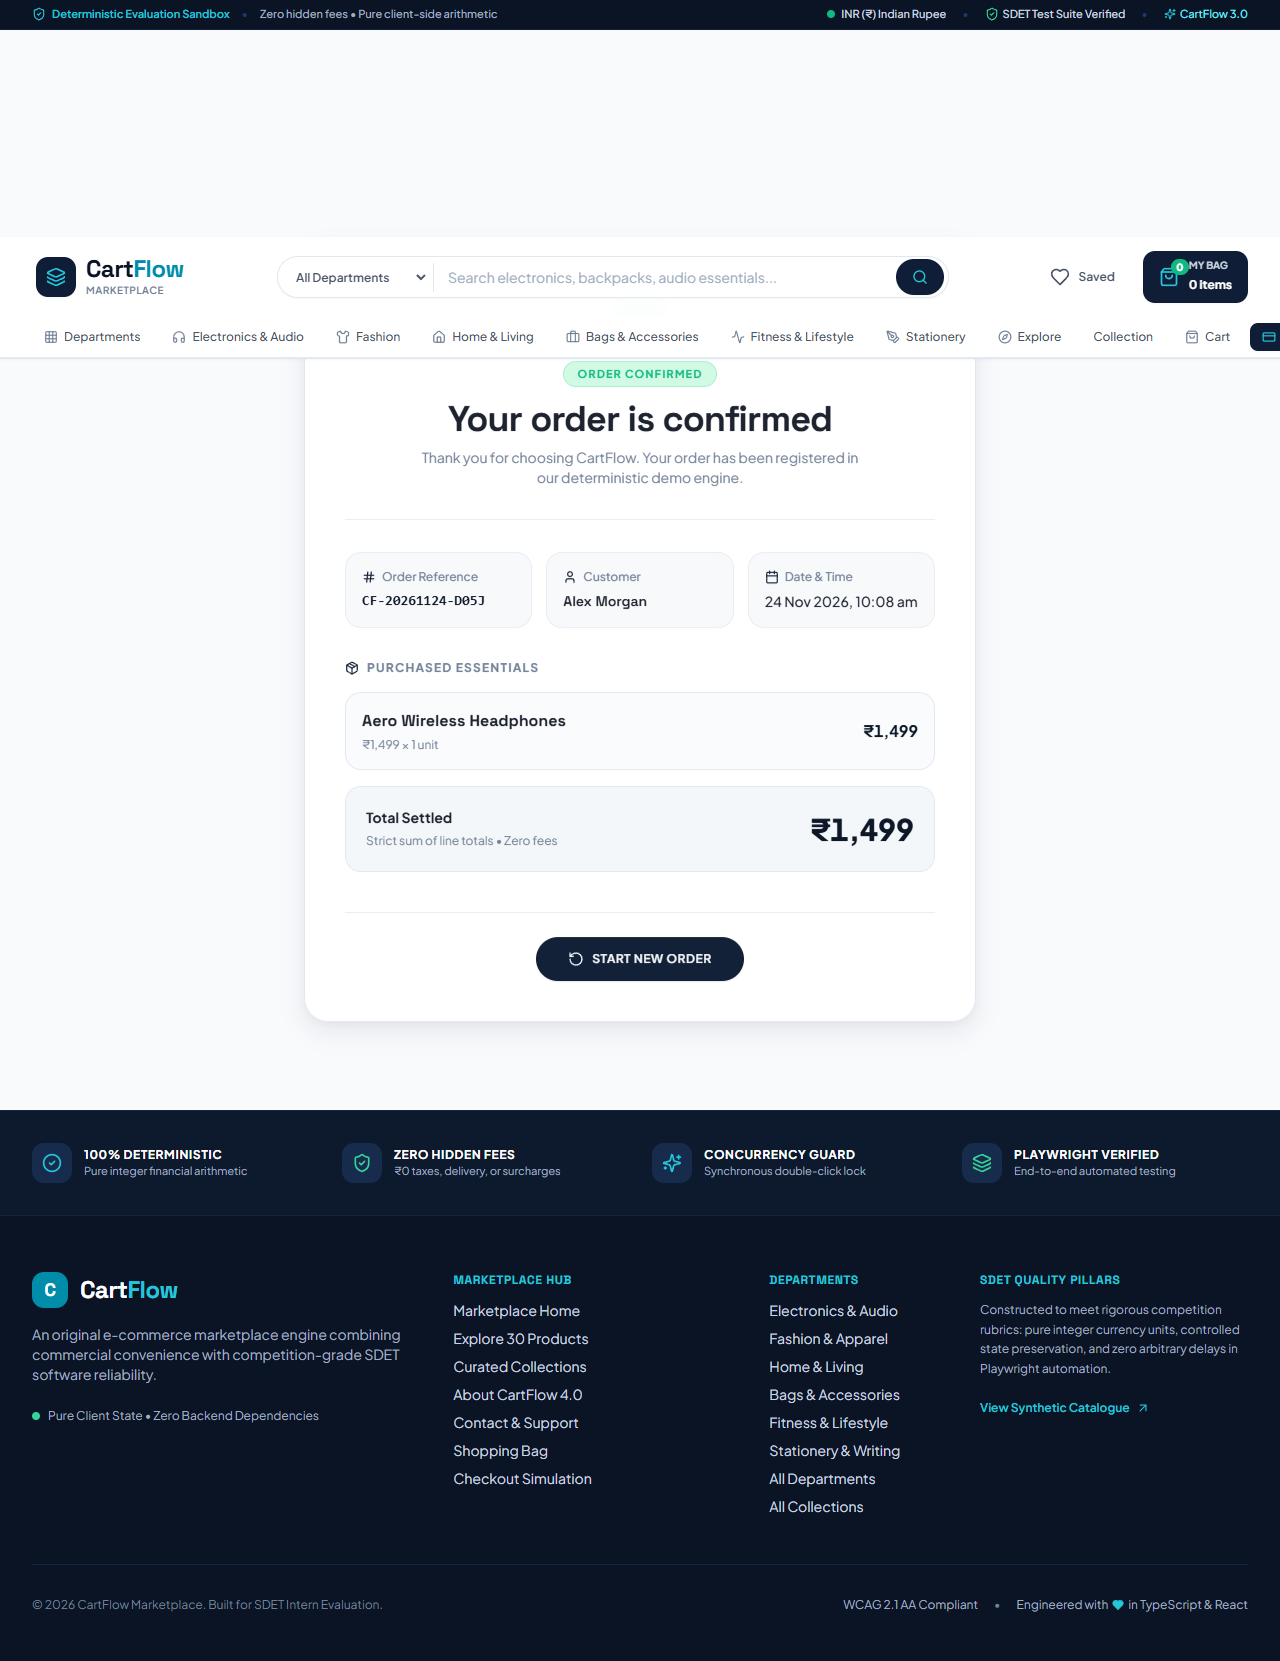 Deterministic Evaluation Sandbox • Zero hidden fees • Pure client-side arithmetic
INR (₹) Indian Rupee • SDET Test Suite Verified • CartFlow 3.0
CartFlow
MARKETPLACE
All Departments
Search electronics, backpacks, audio essentials...
Saved
0
MY BAG
0 Items
Departments
Electronics & Audio
Fashion
Home & Living
Bags & Accessories
Fitness & Lifestyle
Stationery
Explore
Collection
Cart
ORDER CONFIRMED
Your order is confirmed
Thank you for choosing CartFlow. Your order has been registered in
our deterministic demo engine.
Order Reference
CF-20261124-D05J
Customer
Alex Morgan
Date & Time
24 Nov 2026, 10:08 am
PURCHASED ESSENTIALS
Aero Wireless Headphones
₹1,499 × 1 unit
₹1,499
Total Settled
Strict sum of line totals • Zero fees
₹1,499
START NEW ORDER
100% DETERMINISTIC
Pure integer financial arithmetic
ZERO HIDDEN FEES
₹0 taxes, delivery, or surcharges
CONCURRENCY GUARD
Synchronous double-click lock
PLAYWRIGHT VERIFIED
End-to-end automated testing
C
CartFlow
An original e-commerce marketplace engine combining
commercial convenience with competition-grade SDET
software reliability.
Pure Client State • Zero Backend Dependencies
MARKETPLACE HUB
Marketplace Home
Explore 30 Products
Curated Collections
About CartFlow 4.0
Contact & Support
Shopping Bag
Checkout Simulation
DEPARTMENTS
Electronics & Audio
Fashion & Apparel
Home & Living
Bags & Accessories
Fitness & Lifestyle
Stationery & Writing
All Departments
All Collections
SDET QUALITY PILLARS
Constructed to meet rigorous competition
rubrics: pure integer currency units, controlled
state preservation, and zero arbitrary delays in
Playwright automation.
View Synthetic Catalogue
© 2026 CartFlow Marketplace. Built for SDET Intern Evaluation.
WCAG 2.1 AA Compliant • Engineered with in TypeScript & React